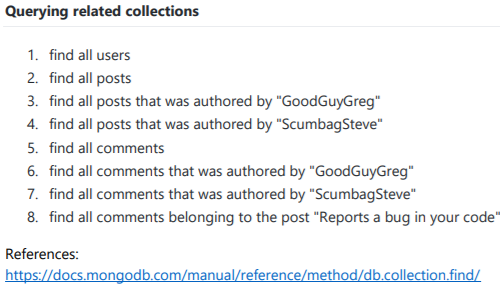 Querying related collections
1. find all users
2. find all posts
3. find all posts that was authored by "GoodGuyGreg"
4. find all posts that was authored by "ScumbagSteve"
5. find all comments
6. find all comments that was authored by "GoodGuyGreg"
7. find all comments that was authored by "ScumbagSteve"
8. find all comments belonging to the post "Reports a bug in your code"
References:
https://docs.mongodb.com/manual/reference/method/db.collection.find/